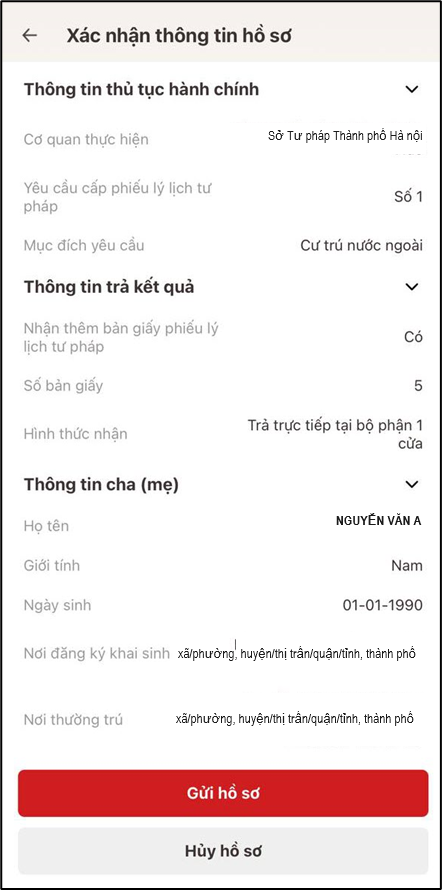 Xác nhận thông tin hồ sơ
Thông tin thủ tục hành chính
Cơ quan thực hiện
Sở Tư pháp Thành phố Hà nội
Yêu cầu cấp phiếu lý lịch tư
pháp
Số 1
Mục đích yêu cầu
Cư trú nước ngoài
Thông tin trả kết quả
Nhận thêm bản giấy phiếu lý
lịch tư pháp
Có
Số bản giấy
5
Hình thức nhận
Trả trực tiếp tại bộ phận 1
cửa
Thông tin cha (mẹ)
Họ tên
NGUYỄN VĂN A
Giới tính
Nam
Ngày sinh
01-01-1990
Nơi đăng ký khai sinh
xã/phường, huyện/thị trấn/quận/tỉnh, thành phố
Nơi thường trú
xã/phường, huyện/thị trấn/quận/tỉnh, thành phố
Gửi hồ sơ
Hủy hồ sơ